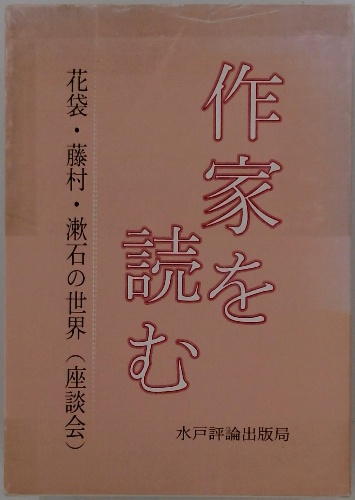 作家を
読む
花袋・藤村・漱石の世界（座談会）
水戸評論出版局